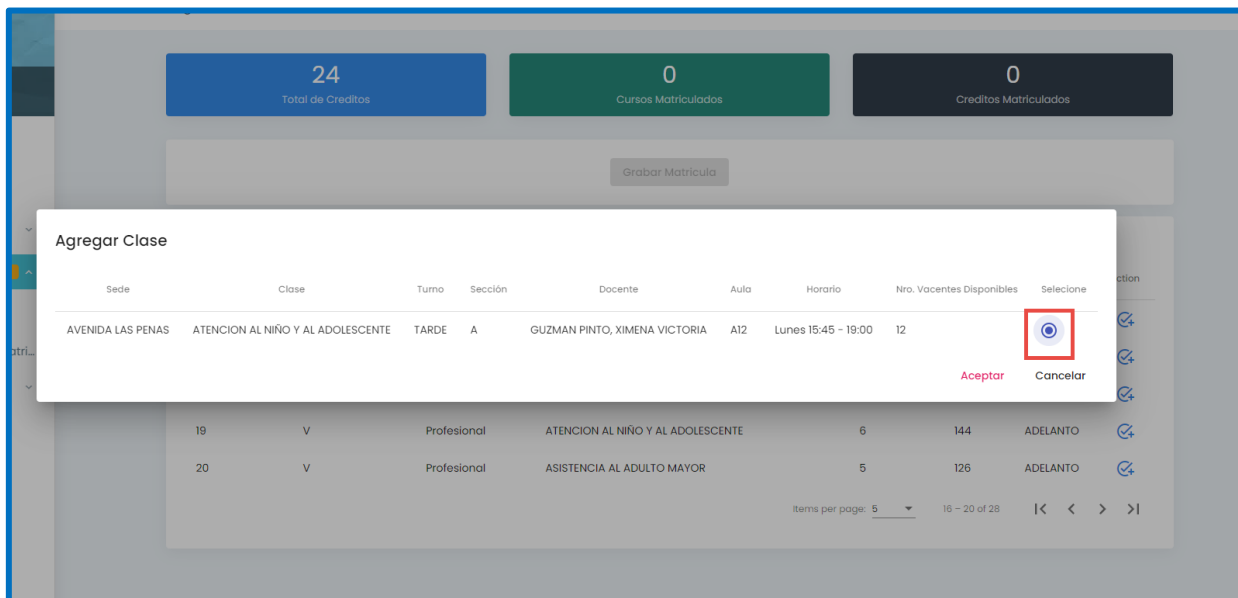 24
Total de Creditos
0
Cursos Matriculados
0
Creditos Matriculados
Grabar Matricula
Agregar Clase
Sede Clase Turno Sección Docente Aula Horario Nro. Vacentes Disponibles Selecione
AVENIDA LAS PENAS ATENCION AL NIÑO Y AL ADOLESCENTE TARDE A GUZMAN PINTO, XIMENA VICTORIA A12 Lunes 15:45 - 19:00 12
Aceptar Cancelar
ction
atri...
19 V Profesional ATENCION AL NIÑO Y AL ADOLESCENTE 6 144 ADELANTO
20 V Profesional ASISTENCIA AL ADULTO MAYOR 5 126 ADELANTO
Items per page: 5 16 – 20 of 28